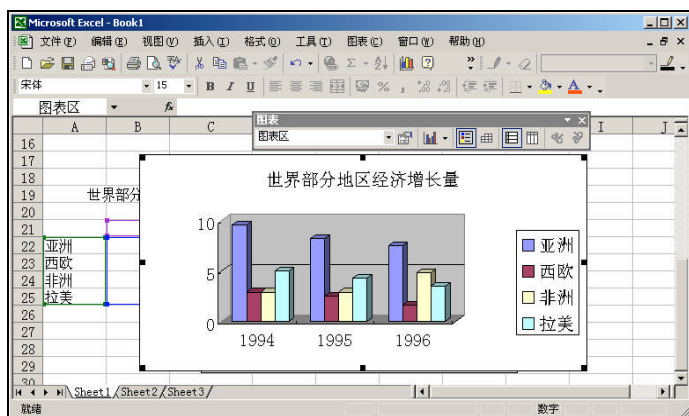 Microsoft Excel - Book1
文件(F) 编辑(E) 视图(V) 插入(I) 格式(O) 工具(T) 图表(C) 窗口(W) 帮助(H)
宋体 15 B I U
图表区 fx
图表
图表区
A B C I J
16
17
18
世界部分地区经济增长量
19 世界部分
20
21
22 亚洲
23 西欧
24 非洲
25 拉美
26
27
28
29
30
10
5
0
1994 1995 1996
亚洲
西欧
非洲
拉美
Sheet1 Sheet2 Sheet3
就绪 数字